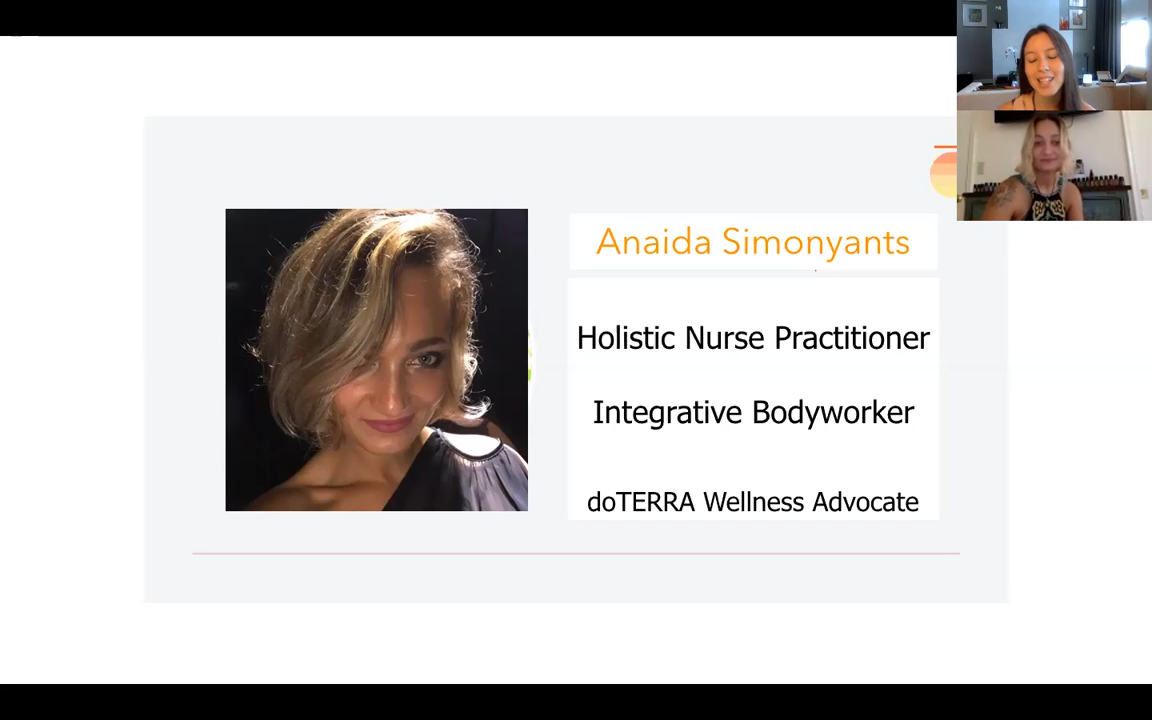 Anaida Simonyants
Holistic Nurse Practitioner
Integrative Bodyworker
doTERRA Wellness Advocate